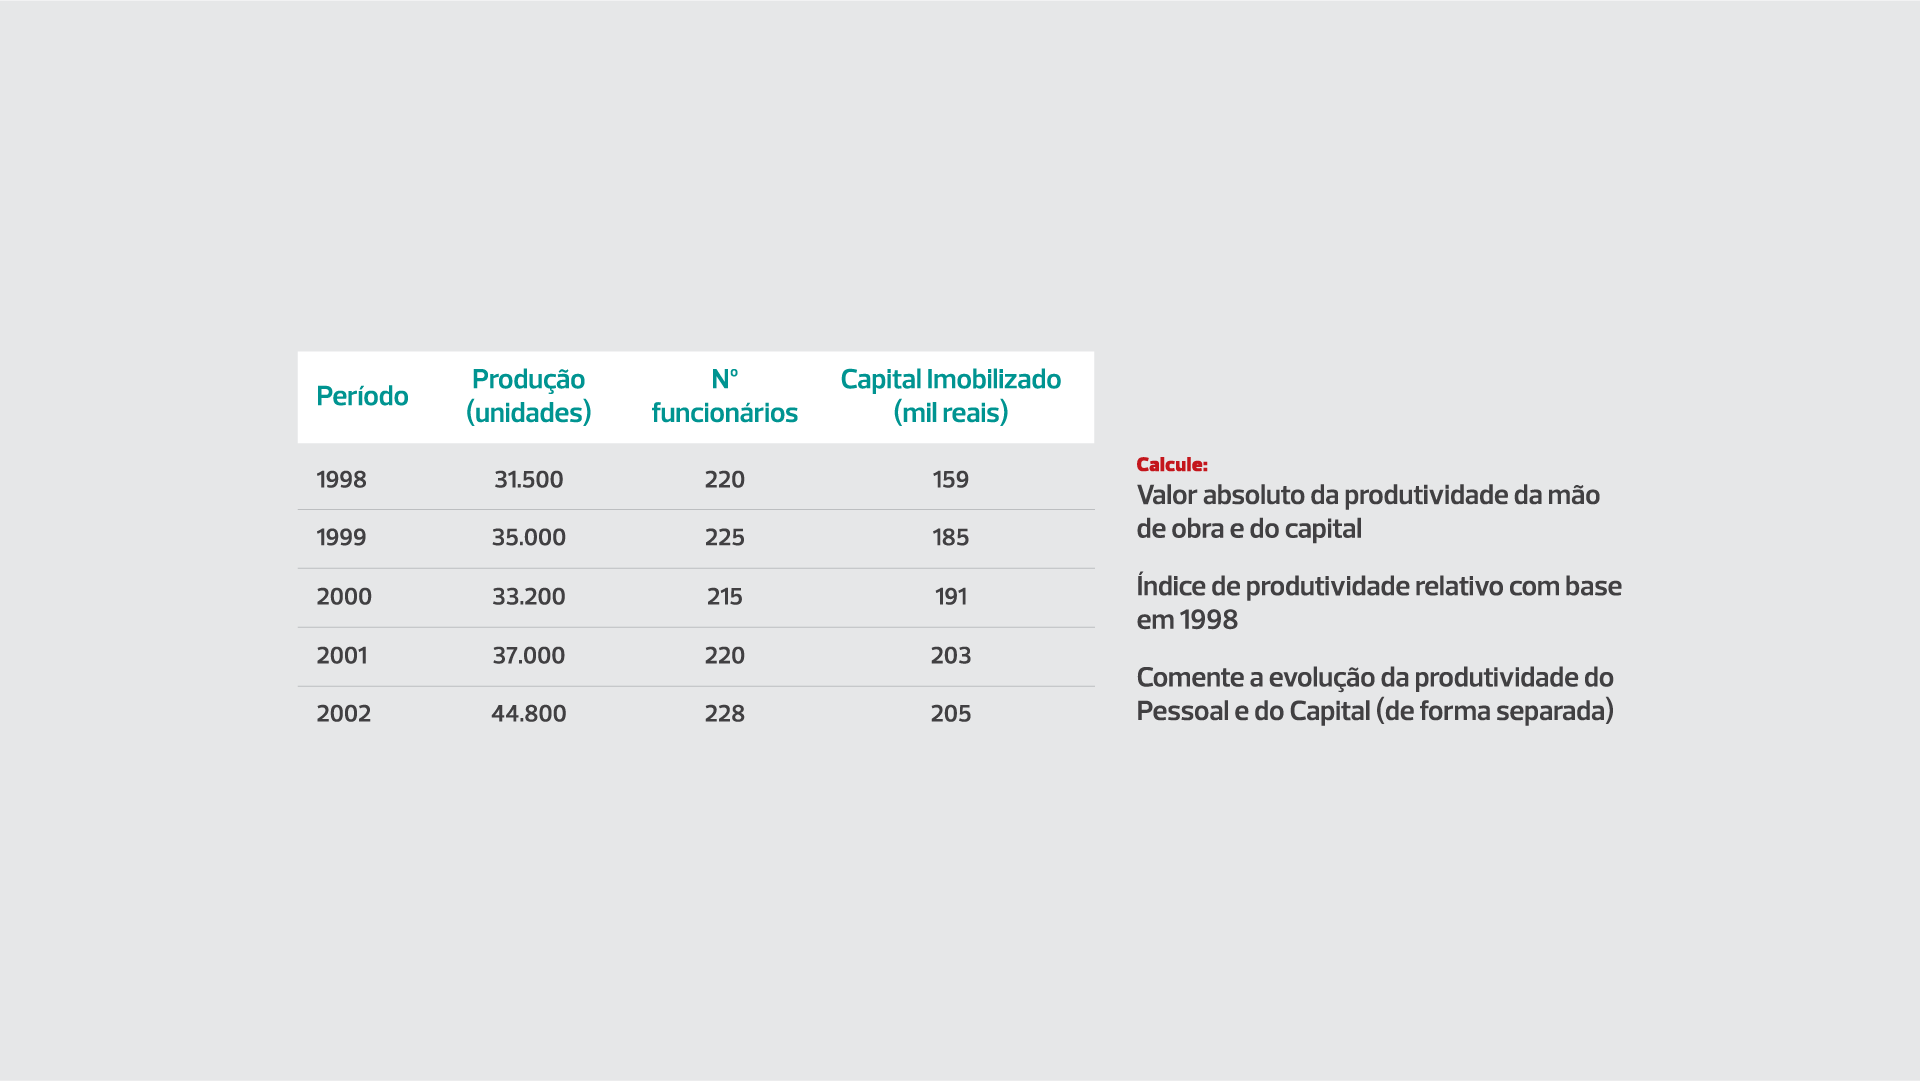 Período Produção (unidades) Nº funcionários Capital Imobilizado (mil reais)
1998 31.500 220 159
1999 35.000 225 185
2000 33.200 215 191
2001 37.000 220 203
2002 44.800 228 205
Calcule:
Valor absoluto da produtividade da mão
de obra e do capital
Índice de produtividade relativo com base
em 1998
Comente a evolução da produtividade do
Pessoal e do Capital (de forma separada)